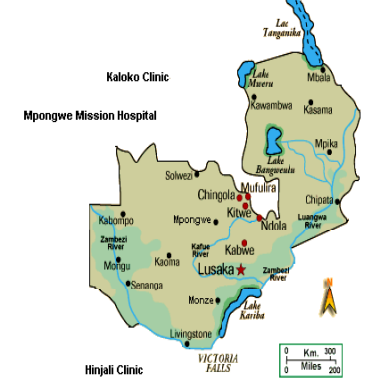 Lac
Tanganika
Kaloko Clinic
Lake
Mweru
Mbala
Kawambwa
Kasama
Mpongwe Mission Hospital
Mpika
Lake
Bangweulu
Solwezi
Mufulira
Chingola
Kitwe
Chipata
Luangwa
River
Kabompo
Mpongwe
Ndola
Zambezi
River
Kafue
River
Kabwe
Mongu
Kaoma
Lusaka
Zambezi
River
Senanga
Monze
Lake
Kariba
Livingstone
VICTORIA
FALLS
0 Km. 300
Miles
0 200
Hinjali Clinic